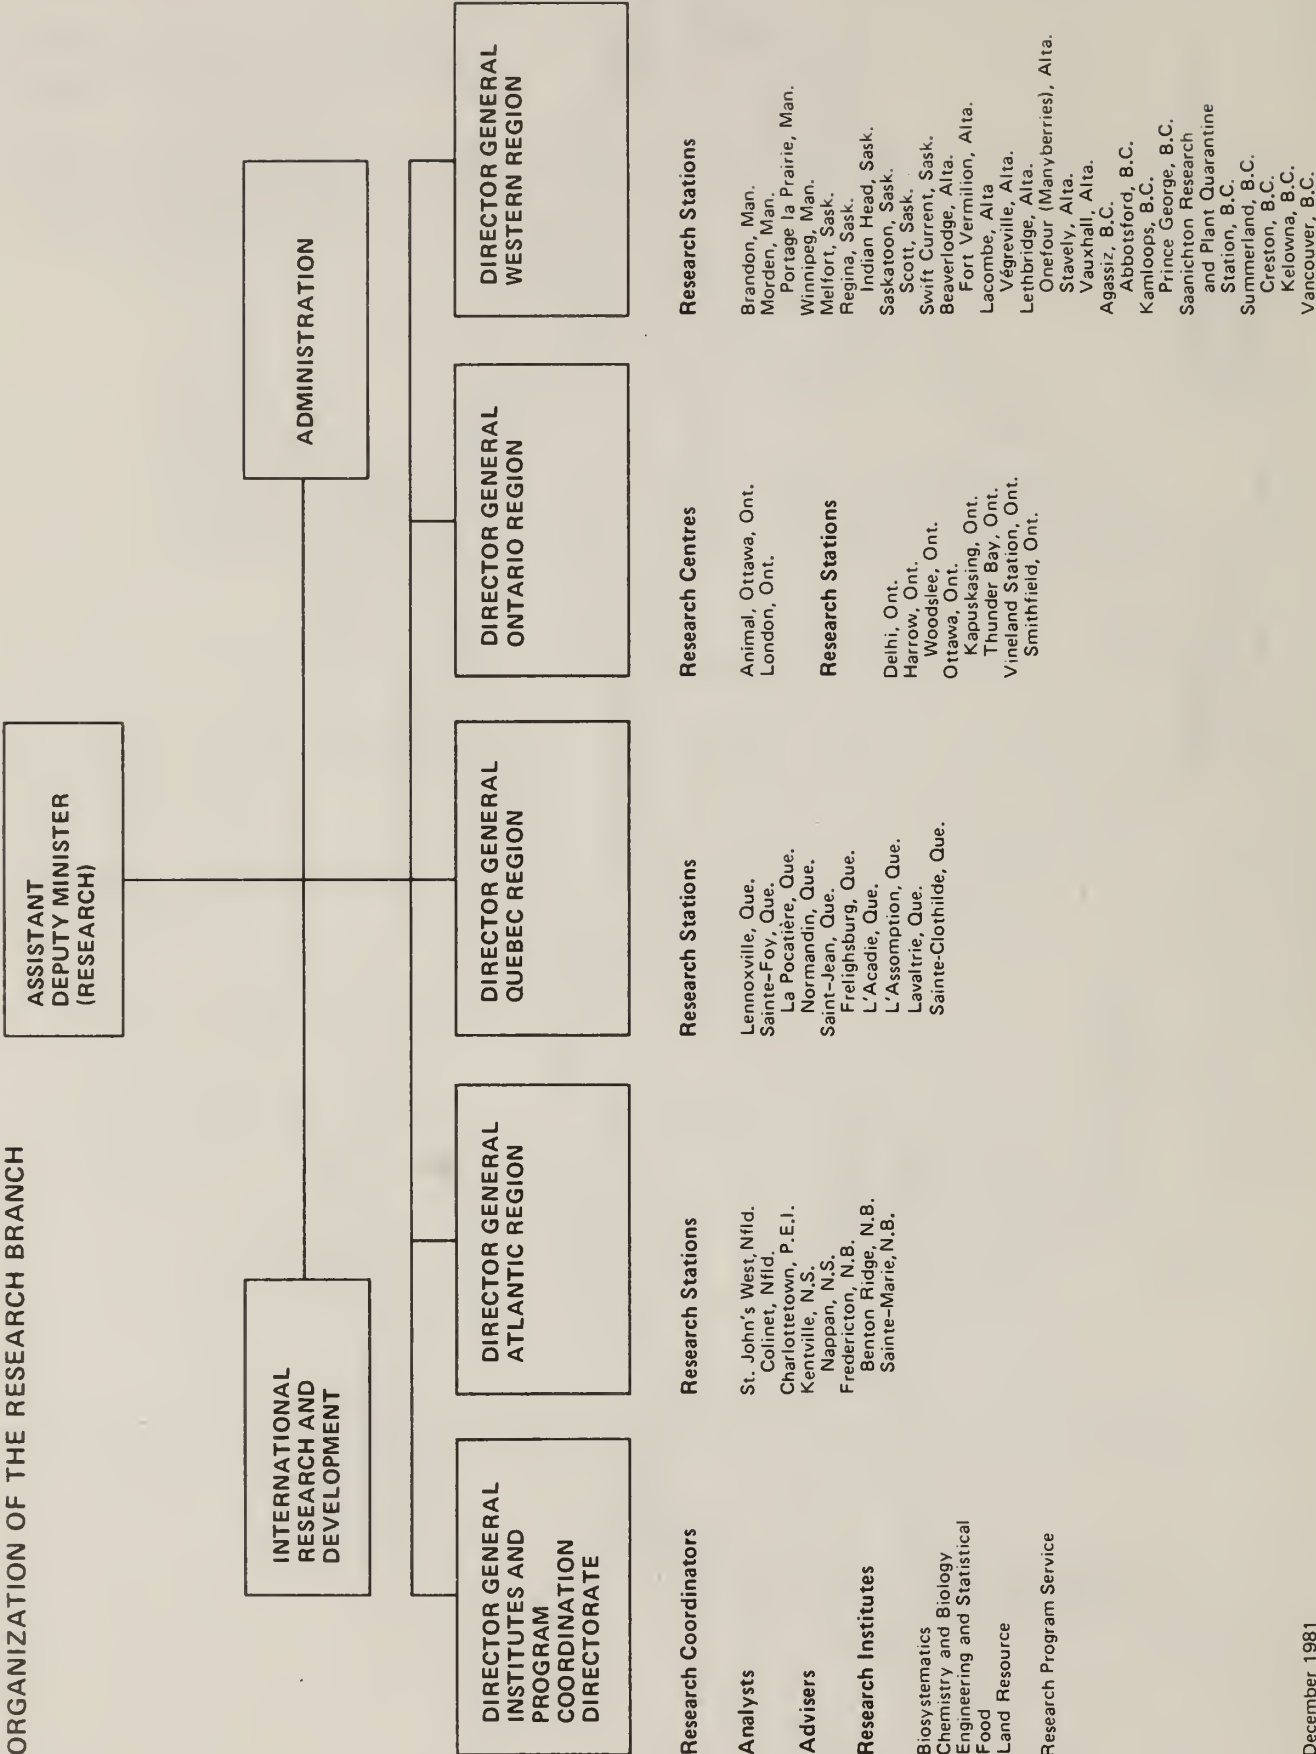 ORGANIZATION OF THE RESEARCH BRANCH
ASSISTANT
DEPUTY MINISTER
(RESEARCH)
INTERNATIONAL
RESEARCH AND
DEVELOPMENT
ADMINISTRATION
DIRECTOR GENERAL
INSTITUTES AND
PROGRAM
COORDINATION
DIRECTORATE
DIRECTOR GENERAL
ATLANTIC REGION
DIRECTOR GENERAL
QUEBEC REGION
DIRECTOR GENERAL
ONTARIO REGION
DIRECTOR GENERAL
WESTERN REGION
Research Coordinators
Analysts
Advisers
Research Institutes
Biosystematics
Chemistry and Biology
Engineering and Statistical
Food
Land Resource
Research Program Service
Research Stations
St. John's West, Nfld.
Colinet, Nfld.
Charlottetown, P.E.I.
Kentville, N.S.
Nappan, N.S.
Fredericton, N.B.
Benton Ridge, N.B.
Sainte-Marie, N.B.
Research Stations
Lennoxville, Que.
Sainte-Foy, Que.
La Pocatière, Que.
Normandin, Que.
Saint-Jean, Que.
Frelighsburg, Que.
L'Acadie, Que.
L'Assomption, Que.
Lavaltrie, Que.
Sainte-Clothilde, Que.
Research Centres
Animal, Ottawa, Ont.
London, Ont.
Research Stations
Delhi, Ont.
Harrow, Ont.
Woodslee, Ont.
Ottawa, Ont.
Kapuskasing, Ont.
Thunder Bay, Ont.
Vineland Station, Ont.
Smithfield, Ont.
Research Stations
Brandon, Man.
Morden, Man.
Portage la Prairie, Man.
Winnipeg, Man.
Melfort, Sask.
Regina, Sask.
Indian Head, Sask.
Saskatoon, Sask.
Scott, Sask.
Swift Current, Sask.
Beaverlodge, Alta.
Fort Vermilion, Alta.
Lacombe, Alta
Végreville, Alta.
Lethbridge, Alta.
Onefour (Manyberries), Alta.
Stavely, Alta.
Vauxhall, Alta.
Agassiz, B.C.
Abbotsford, B.C.
Kamloops, B.C.
Prince George, B.C.
Saanichton Research
and Plant Quarantine
Station, B.C.
Summerland, B.C.
Creston, B.C.
Kelowna, B.C.
Vancouver, B.C.
December 1981